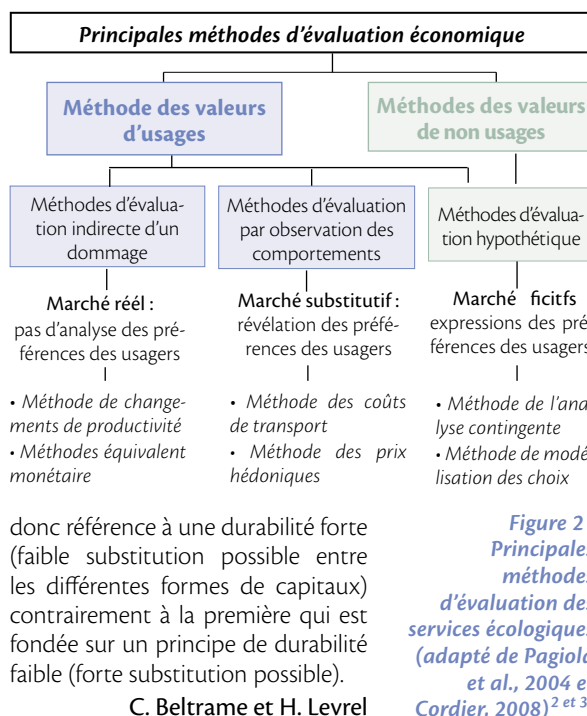 Principales méthodes d'évaluation économique
Méthode des valeurs
d'usages
Méthodes des valeurs
de non usages
Méthodes d'évalua-
tion indirecte d'un
dommage
Méthodes d'évaluation
par observation des
comportements
Méthodes d'évalua-
tion hypothétique
Marché réél :
pas d'analyse des pré-
férences des usagers
Marché substitutif :
révélation des préfé-
rences des usagers
Marché ficitfs
expressions des pré
férences des usagers
• Méthode de change-
ments de productivité
• Méthodes équivalent
monétaire
• Méthode des coûts
de transport
• Méthode des prix
hédoniques
• Méthode de l'ana
lyse contingente
• Méthode de modé
lisation des choix
donc référence à une durabilité forte
(faible substitution possible entre
les différentes formes de capitaux)
contrairement à la première qui est
fondée sur un principe de durabilité
faible (forte substitution possible).
C. Beltrame et H. Levrel
Figure 2
Principales
méthodes
d'évaluation des
services écologiques
(adapté de Pagiola
et al., 2004 et
Cordier, 2008) 2 et 3